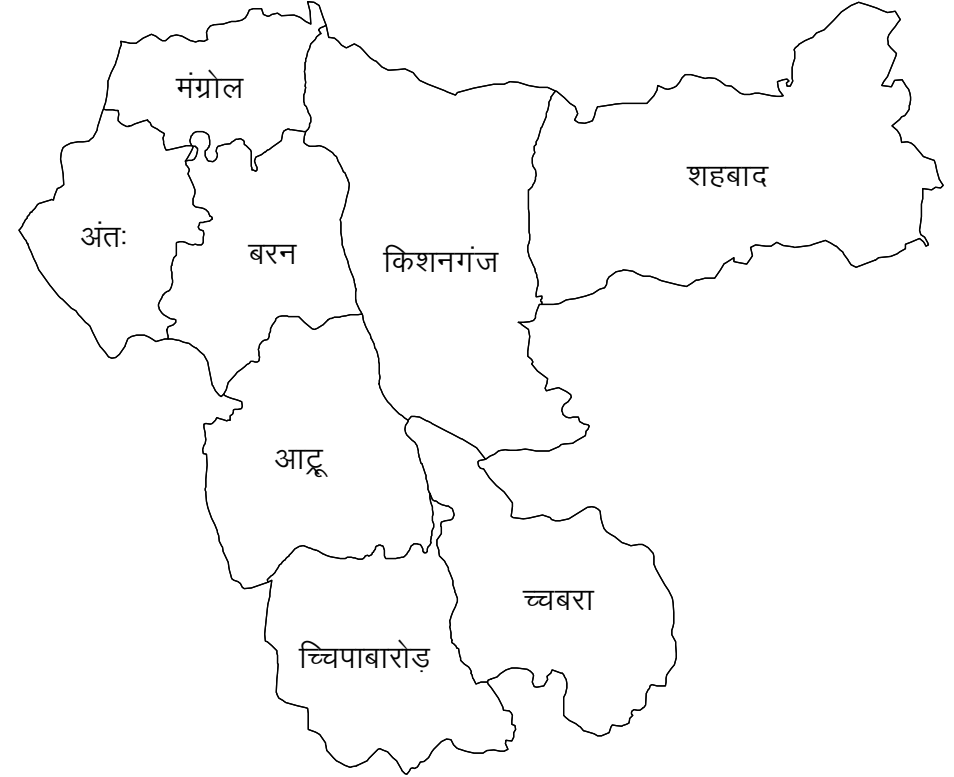 मंग्रोल
शहबाद
अंतः
बरन
किशनगंज
आट्रू
च्चबरा
च्चिपाबारोड़